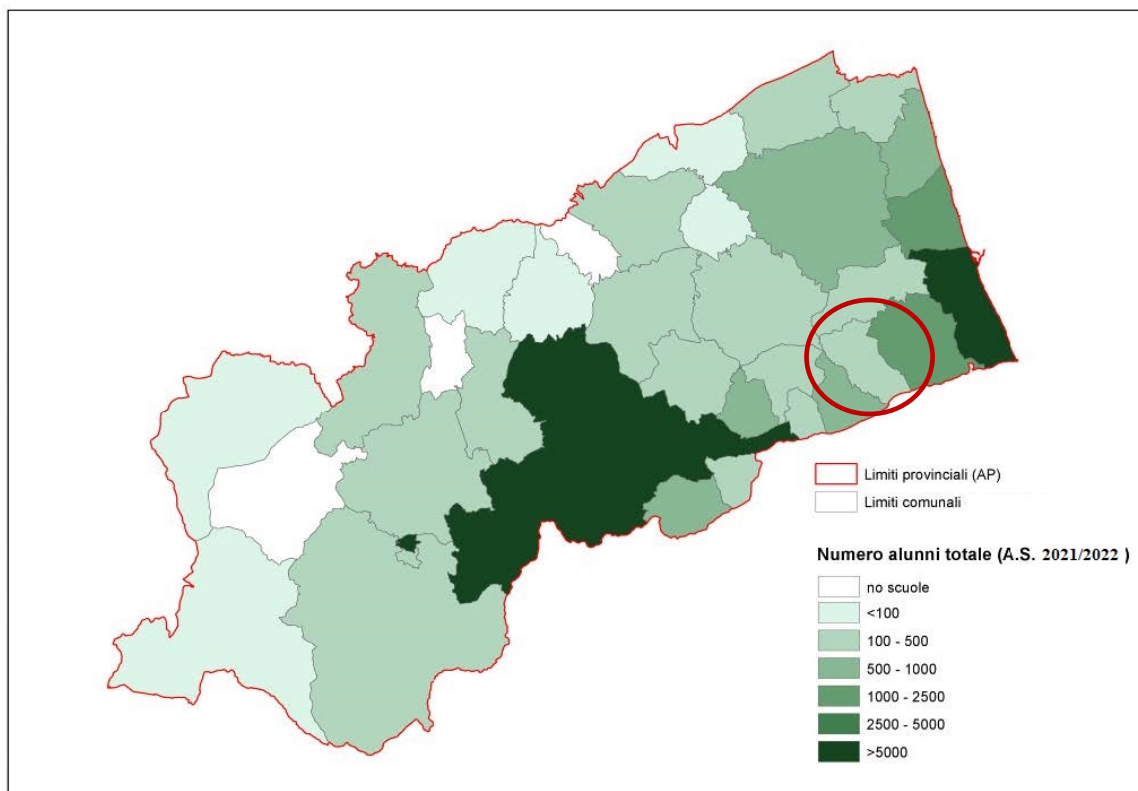 Limiti provinciali (AP)
Limiti comunali
Numero alunni totale (A.S. 2021/2022 )
no scuole
<100
100 - 500
500 - 1000
1000 - 2500
2500 - 5000
>5000